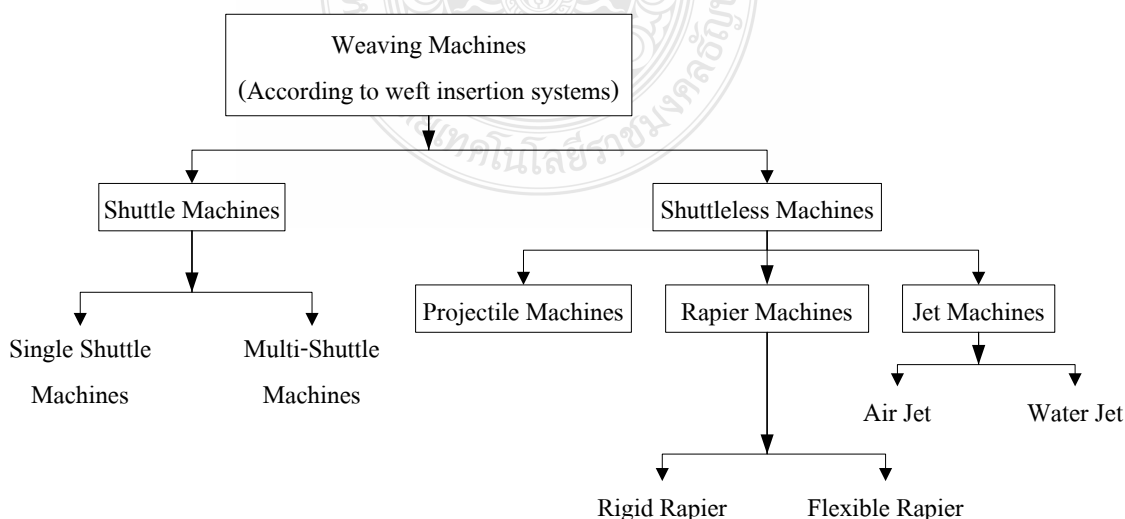 Weaving Machines
(According to weft insertion systems)
Shuttle Machines
Shuttleless Machines
Projectile Machines
Rapier Machines
Jet Machines
Single Shuttle
Machines
Multi-Shuttle
Machines
Air Jet
Water Jet
Rigid Rapier
Flexible Rapier